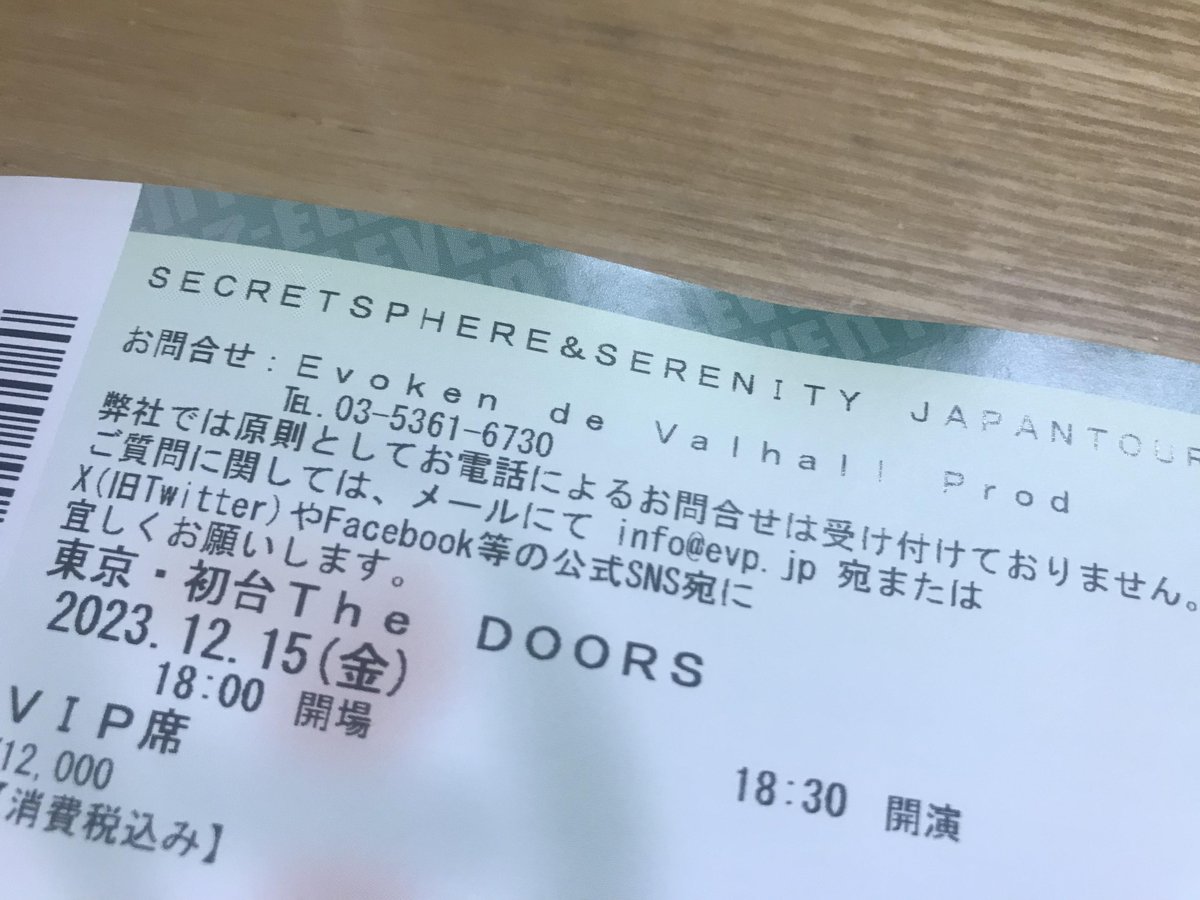 SECRETSPHERE&SERENITY JAPANTOUR
お問合せ：Evoken de Valhall Prod
℡.03-5361-6730
弊社では原則としてお電話によるお問合せは受け付けておりません。
ご質問に関しては、メールにて info@evp.jp 宛または
X(旧Twitter)やFacebook等の公式SNS宛に
宜しくお願いします。
東京・初台The DOORS
2023.12.15(金)
18:00 開場 18:30 開演
VIP席
¥12,000
【消費税込み】